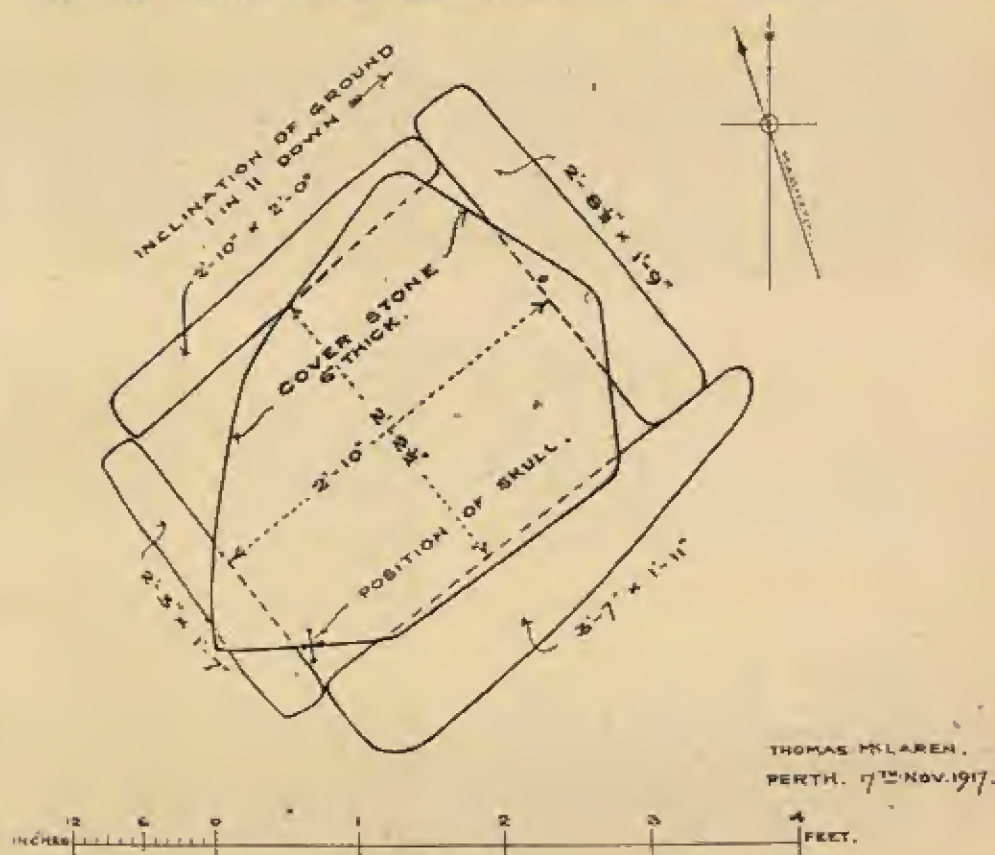 INCLINATION OF GROUND
1 IN 11 DOWN
2'-10" × 2'-0"
2'-8½" × 1'-9"
MAGNETIC.
COVER STONE
6" THICK.
2'-10"
POSITION OF SKULL.
2'-3" × 1'-7"
3'-7" × 1'-11"
THOMAS McLAREN.
PERTH. 7TH NOV. 1917.
12 6 0 1 2 3 4
INCHES FEET.